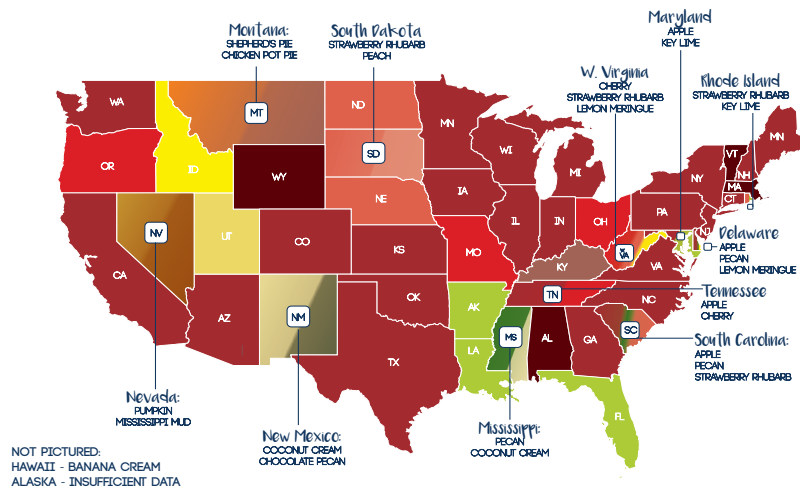 Montana:
SHEPHERD'S PIE
CHICKEN POT PIE
South Dakota
STRAWBERRY RHUBARB
PEACH
Maryland
APPLE
KEY LIME
W. Virginia
CHERRY
STRAWBERRY RHUBARB
LEMON MERINGUE
Rhode Island
STRAWBERRY RHUBARB
KEY LIME
WA
MT
ND
MN
OR
ID
WY
SD
WI
MI
NY
VT
NH
MN
MA
CT
NV
UT
CO
NE
IA
IL
IN
OH
PA
NJ
CA
AZ
NM
KS
MO
KY
W.
VA
VA
OK
AK
TN
NC
TX
LA
MS
AL
GA
SC
FL
Delaware
APPLE
PECAN
LEMON MERINGUE
Tennessee
APPLE
CHERRY
South Carolina:
APPLE
PECAN
STRAWBERRY RHUBARB
Nevada:
PUMPKIN
MISSISSIPPI MUD
New Mexico:
COCONUT CREAM
CHOCOLATE PECAN
Mississippi:
PECAN
COCONUT CREAM
NOT PICTURED:
HAWAII - BANANA CREAM
ALASKA - INSUFFICIENT DATA